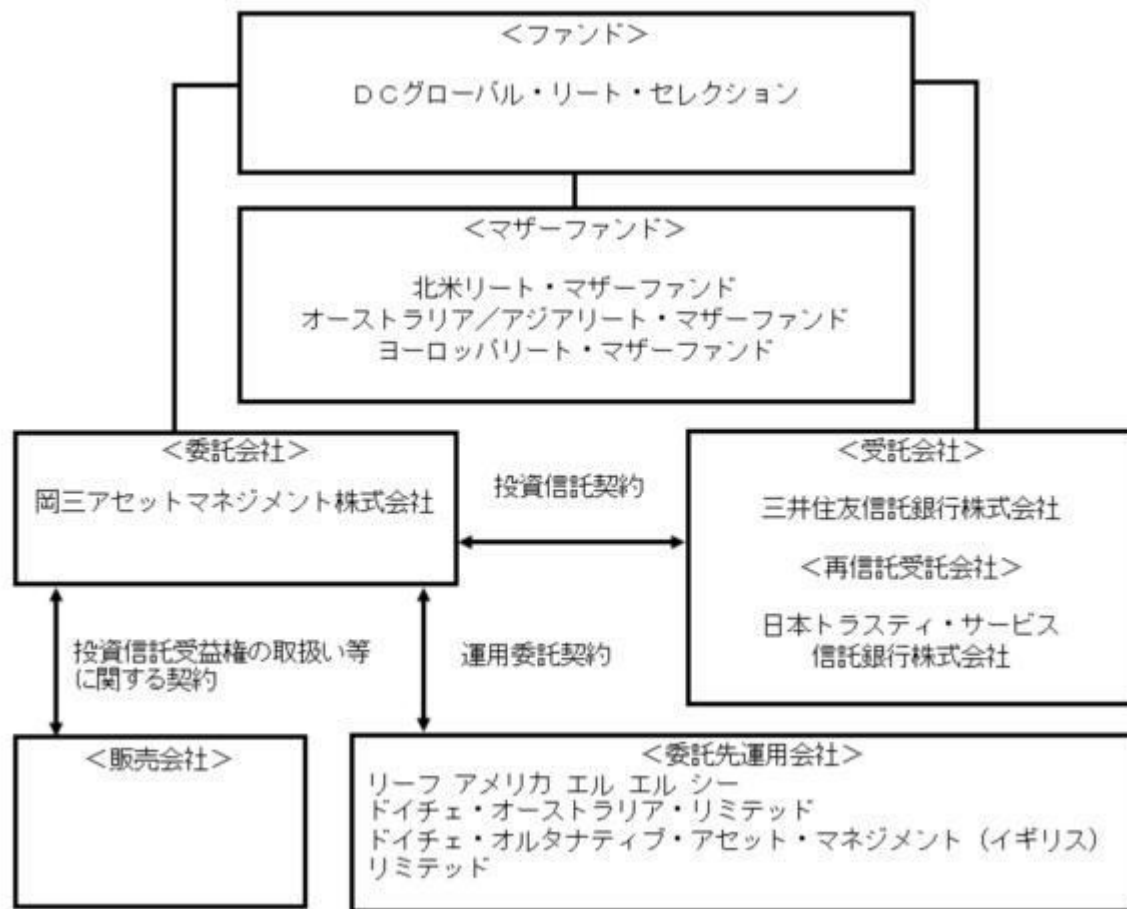 ＜ファンド＞
ＤＣグローバル・リート・セレクション
＜マザーファンド＞
北米リート・マザーファンド
オーストラリア／アジアリート・マザーファンド
ヨーロッパリート・マザーファンド
＜委託会社＞
岡三アセットマネジメント株式会社
投資信託契約
＜受託会社＞
三井住友信託銀行株式会社
＜再信託受託会社＞
日本トラスティ・サービス
信託銀行株式会社
投資信託受益権の取扱い等
に関する契約
運用委託契約
＜販売会社＞
＜委託先運用会社＞
リーフ アメリカ エル エル シー
ドイチェ・オーストラリア・リミテッド
ドイチェ・オルタナティブ・アセット・マネジメント（イギリス）
リミテッド